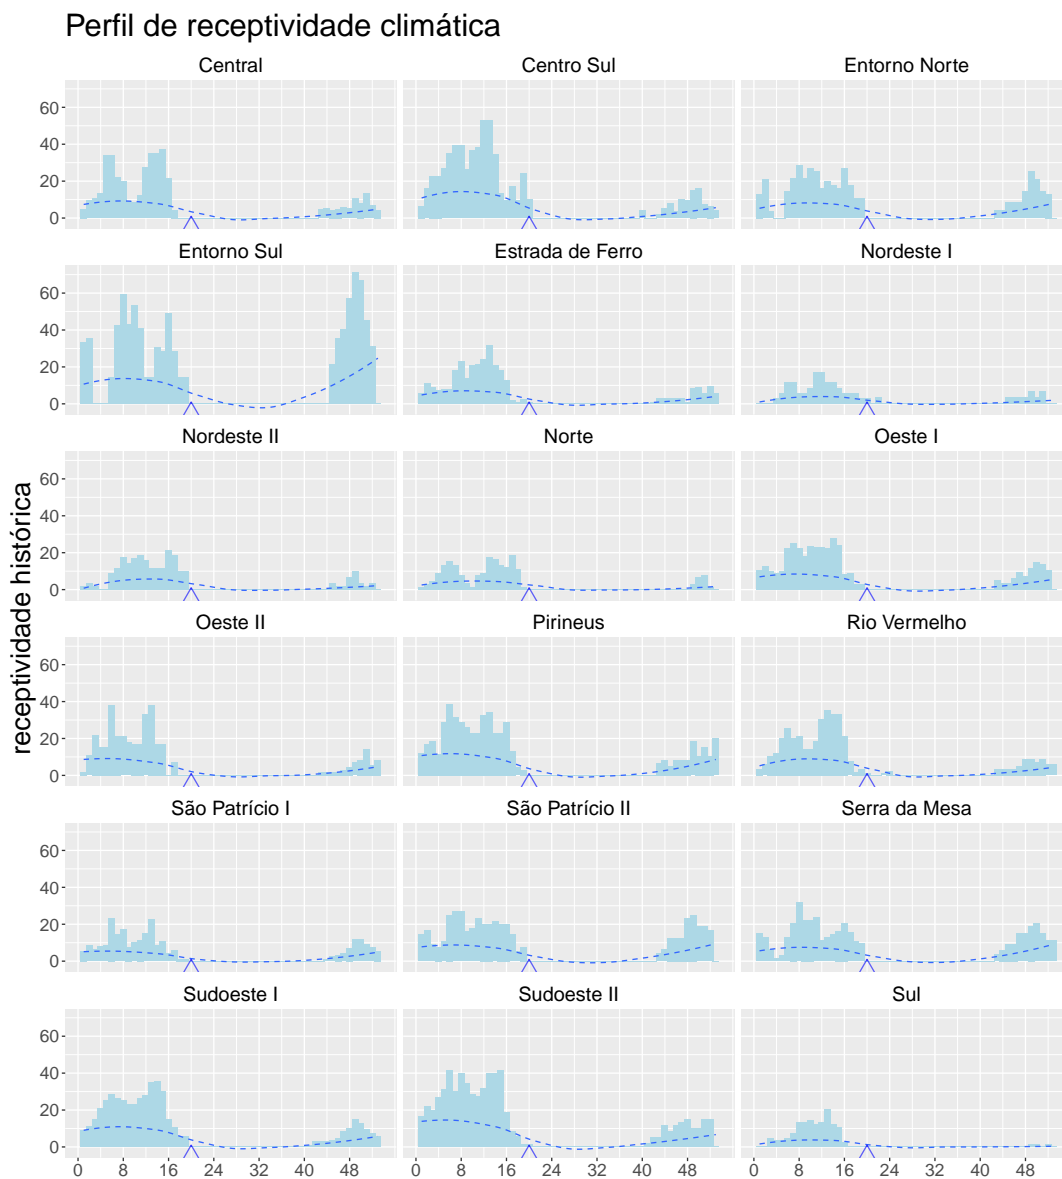 Perfil de receptividade climática
Central
Centro Sul
Entorno Norte
60
40
20
0
Entorno Sul
Estrada de Ferro
Nordeste I
60
40
20
0
Nordeste II
Norte
Oeste I
60
40
20
0
receptividade histórica
Oeste II
Pirineus
Rio Vermelho
60
40
20
0
São Patrício I
São Patrício II
Serra da Mesa
60
40
20
0
Sudoeste I
Sudoeste II
Sul
60
40
20
0
0 8 16 24 32 40 48
0 8 16 24 32 40 48
0 8 16 24 32 40 48